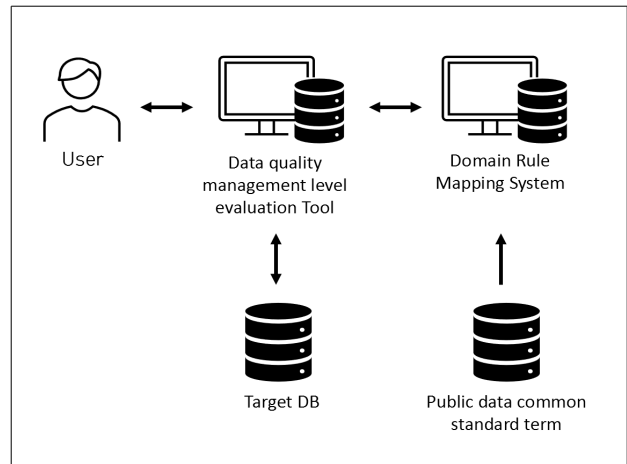 User
Data quality
management level
evaluation Tool
Domain Rule
Mapping System
Target DB
Public data common
standard term